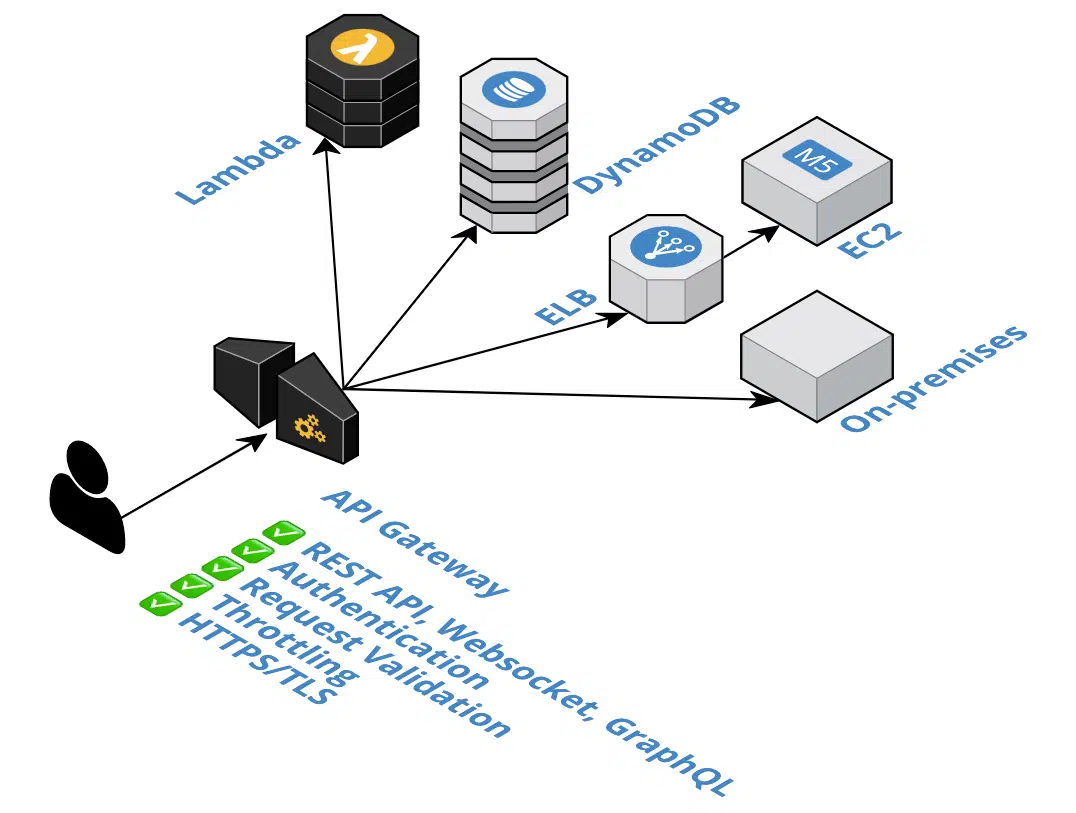 λ
Lambda
DynamoDB
M5
EC2
ELB
On-premises
API Gateway
✅ REST API, Websocket, GraphQL
✅ Authentication
✅ Request Validation
✅ Throttling
✅ HTTPS/TLS